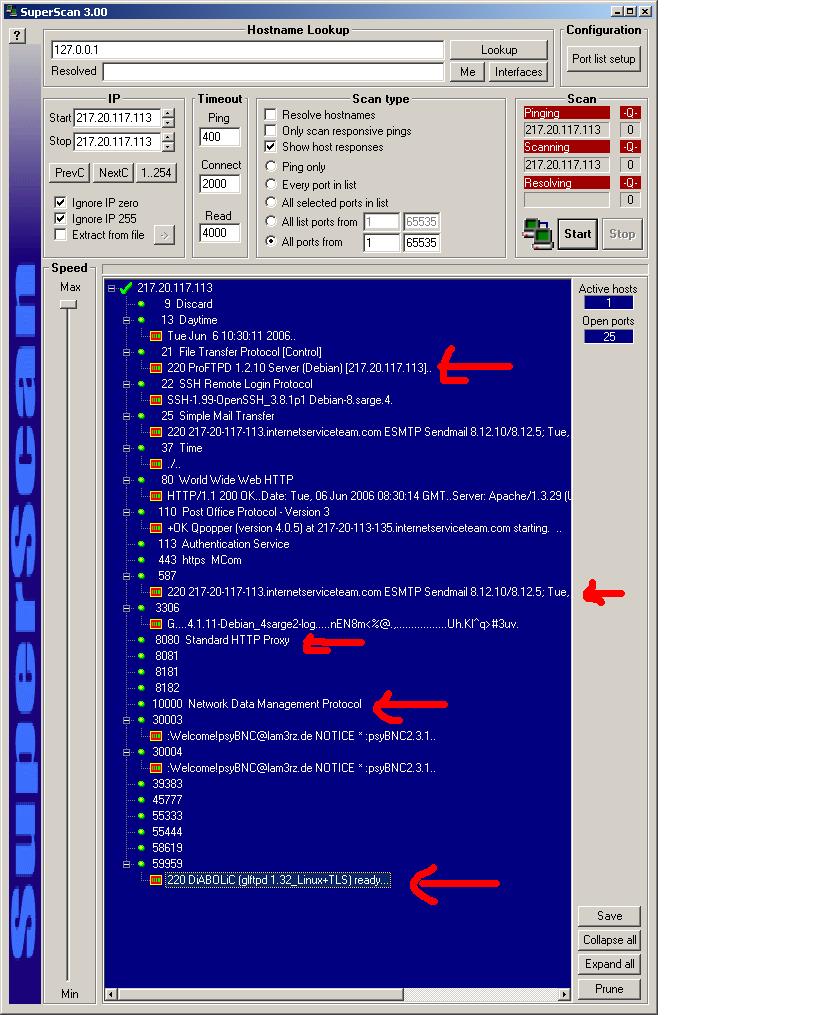 SuperScan 3.00
?
Hostname Lookup
127.0.0.1
Lookup
Resolved
Me
Interfaces
Configuration
Port list setup
IP
Start 217.20.117.113
Stop 217.20.117.113
PrevC
NextC
1..254
Ignore IP zero
Ignore IP 255
Extract from file
->
Timeout
Ping
400
Connect
2000
Read
4000
Scan type
Resolve hostnames
Only scan responsive pings
Show host responses
Ping only
Every port in list
All selected ports in list
All list ports from 1 65535
All ports from 1 65535
Scan
Pinging -Q-
217.20.117.113 0
Scanning -Q-
217.20.117.113 0
Resolving -Q-
0
Start
Stop
Speed
Max
Min
SuperScan
217.20.117.113
9 Discard
13 Daytime
Tue Jun 6 10:30:11 2006..
21 File Transfer Protocol [Control]
220 ProFTPD 1.2.10 Server (Debian) [217.20.117.113]..
22 SSH Remote Login Protocol
SSH-1.99-OpenSSH_3.8.1p1 Debian-8.sarge.4.
25 Simple Mail Transfer
220 217-20-117-113.internetserviceteam.com ESMTP Sendmail 8.12.10/8.12.5; Tue,
37 Time
./..
80 World Wide Web HTTP
HTTP/1.1 200 OK..Date: Tue, 06 Jun 2006 08:30:14 GMT..Server: Apache/1.3.29 (U
110 Post Office Protocol - Version 3
+OK Qpopper (version 4.0.5) at 217-20-113-135.internetserviceteam.com starting. ..
113 Authentication Service
443 https MCom
587
220 217-20-117-113.internetserviceteam.com ESMTP Sendmail 8.12.10/8.12.5; Tue,
3306
G....4.1.11-Debian_4sarge2-log.....nEN8m<%@.,................Uh.KI^q>#3uv.
8080 Standard HTTP Proxy
8081
8181
8182
10000 Network Data Management Protocol
30003
:Welcome!psyBNC@lam3rz.de NOTICE * :psyBNC2.3.1..
30004
:Welcome!psyBNC@lam3rz.de NOTICE * :psyBNC2.3.1..
39383
45777
55333
55444
58619
59959
220 DiABOLiC (glftpd 1.32_Linux+TLS) ready...
Active hosts
1
Open ports
25
Save
Collapse all
Expand all
Prune